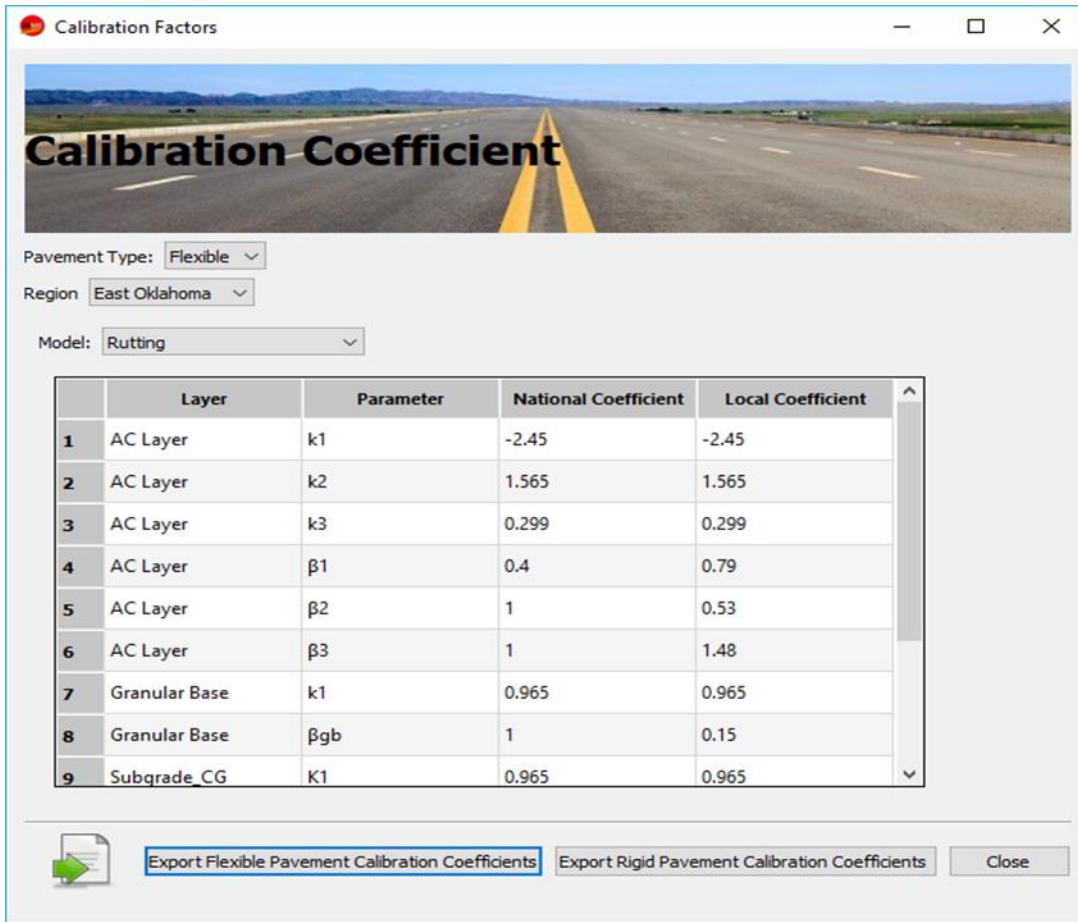 Calibration Factors
Calibration Coefficient
Pavement Type: Flexible
Region East Oklahoma
Model: Rutting
Layer Parameter National Coefficient Local Coefficient
1 AC Layer k1 -2.45 -2.45
2 AC Layer k2 1.565 1.565
3 AC Layer k3 0.299 0.299
4 AC Layer β1 0.4 0.79
5 AC Layer β2 1 0.53
6 AC Layer β3 1 1.48
7 Granular Base k1 0.965 0.965
8 Granular Base βgb 1 0.15
9 Subgrade_CG K1 0.965 0.965
Export Flexible Pavement Calibration Coefficients Export Rigid Pavement Calibration Coefficients Close